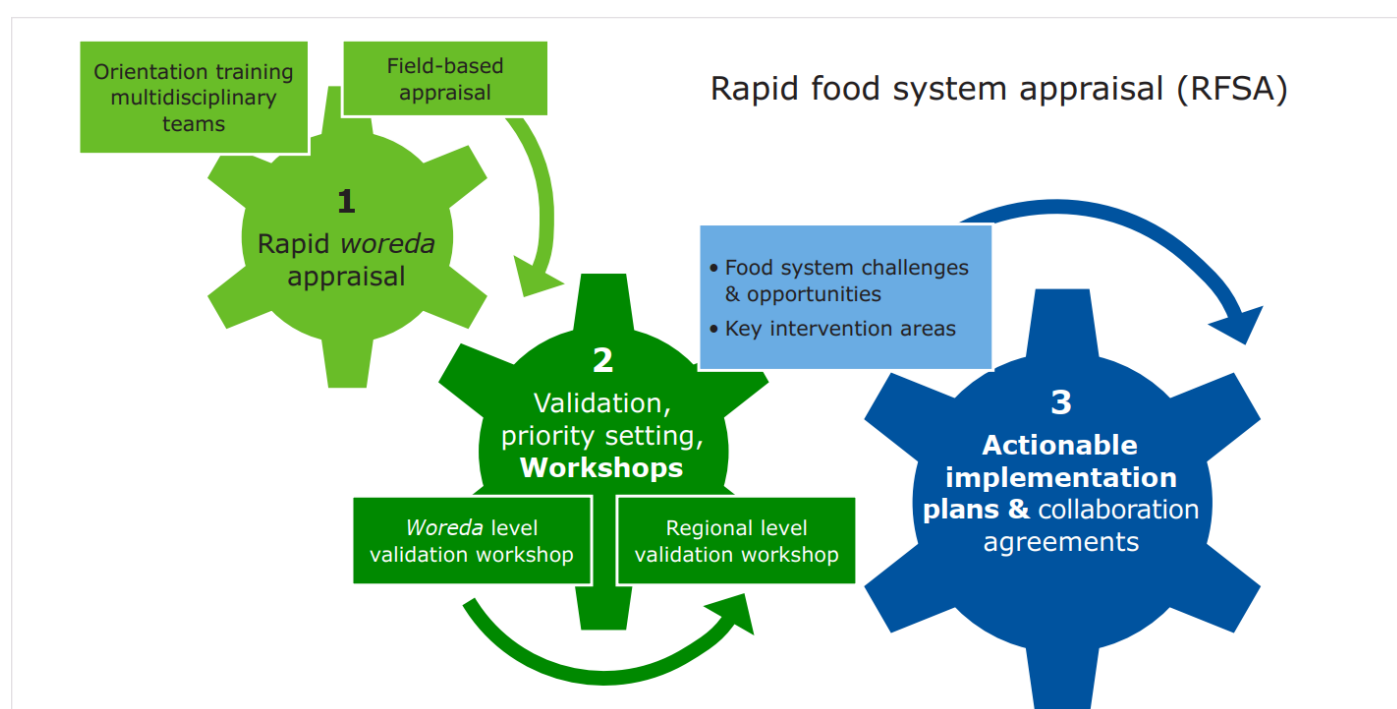 Rapid food system appraisal (RFSA)
Orientation training
multidisciplinary
teams
Field-based
appraisal
1
Rapid woreda
appraisal
2
Validation,
priority setting,
Workshops
Woreda level
validation workshop
Regional level
validation workshop
• Food system challenges
& opportunities
• Key intervention areas
3
Actionable
implementation
plans & collaboration
agreements